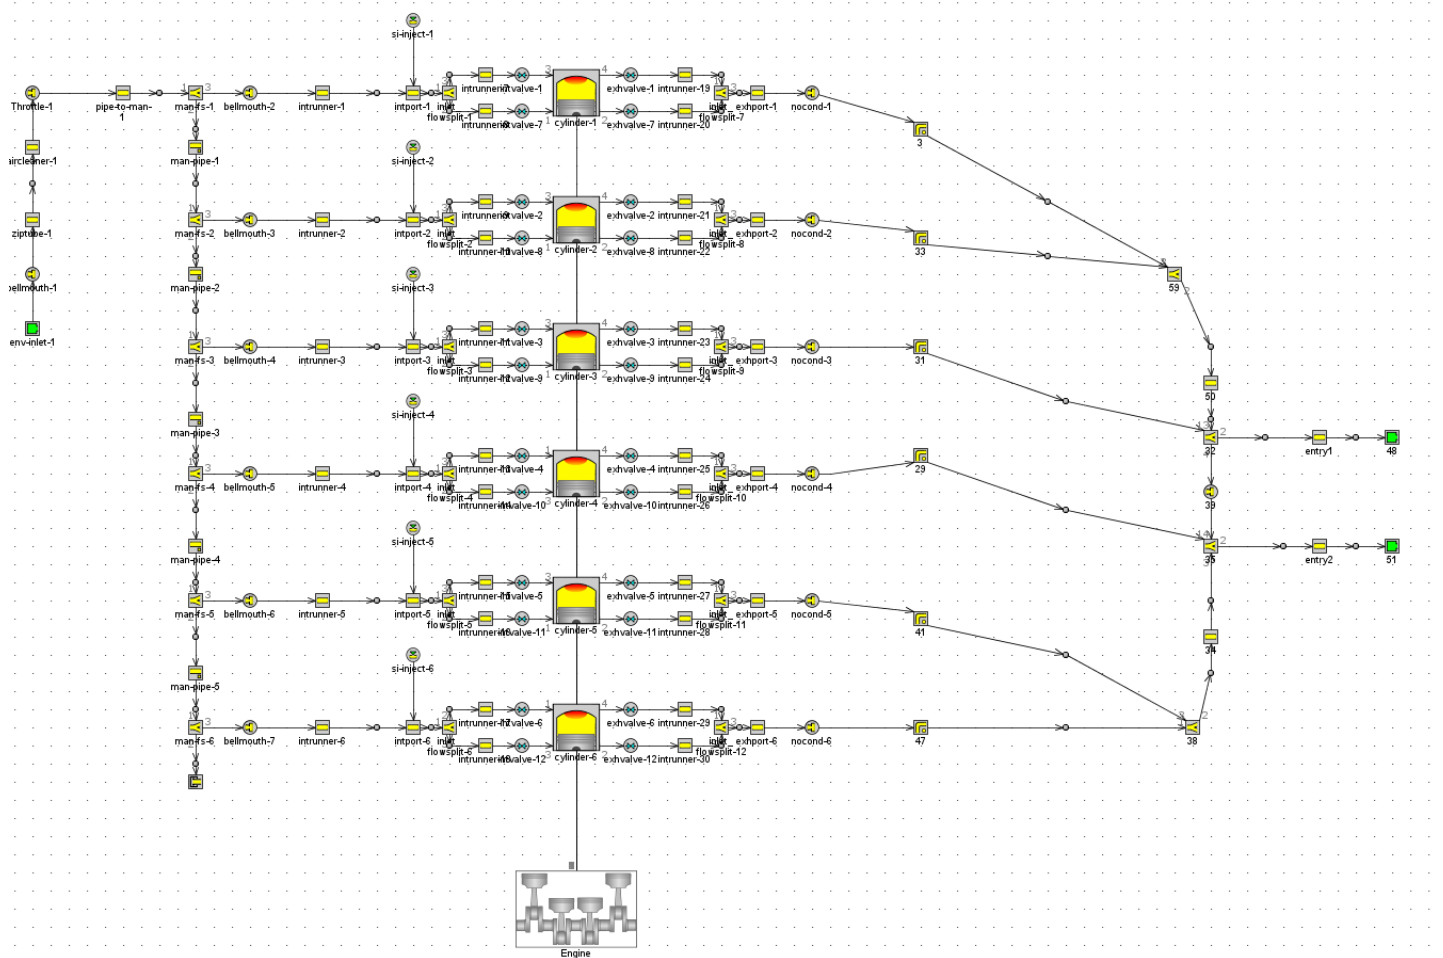 si-inject-1
Throttle-1
pipe-to-man-
1
man-fs-1
bellmouth-2
intrunner-1
intport-1
flowsplit-1
intvalve-1
intvalve-7
cylinder-1
exhvalve-1
exhvalve-7
intrunner-19
intrunner-20
flowsplit-7
exhport-1
nocond-1
3
aircleaner-1
man-pipe-1
si-inject-2
ziptube-1
man-fs-2
bellmouth-3
intrunner-2
intport-2
flowsplit-2
intvalve-2
intvalve-8
cylinder-2
exhvalve-2
exhvalve-8
intrunner-21
intrunner-22
flowsplit-8
exhport-2
nocond-2
33
bellmouth-1
man-pipe-2
si-inject-3
59
env-inlet-1
man-fs-3
bellmouth-4
intrunner-3
intport-3
flowsplit-3
intvalve-3
intvalve-9
cylinder-3
exhvalve-3
exhvalve-9
intrunner-23
intrunner-24
flowsplit-9
exhport-3
nocond-3
31
50
man-pipe-3
si-inject-4
32
entry1
48
man-fs-4
bellmouth-5
intrunner-4
intport-4
flowsplit-4
intvalve-4
intvalve-10
cylinder-4
exhvalve-4
exhvalve-10
intrunner-25
intrunner-26
flowsplit-10
exhport-4
nocond-4
29
39
man-pipe-4
si-inject-5
35
entry2
51
man-fs-5
bellmouth-6
intrunner-5
intport-5
flowsplit-5
intvalve-5
intvalve-11
cylinder-5
exhvalve-5
exhvalve-11
intrunner-27
intrunner-28
flowsplit-11
exhport-5
nocond-5
41
34
man-pipe-5
si-inject-6
man-fs-6
bellmouth-7
intrunner-6
intport-6
flowsplit-6
intvalve-6
intvalve-12
cylinder-6
exhvalve-6
exhvalve-12
intrunner-29
intrunner-30
flowsplit-12
exhport-6
nocond-6
47
38
Engine